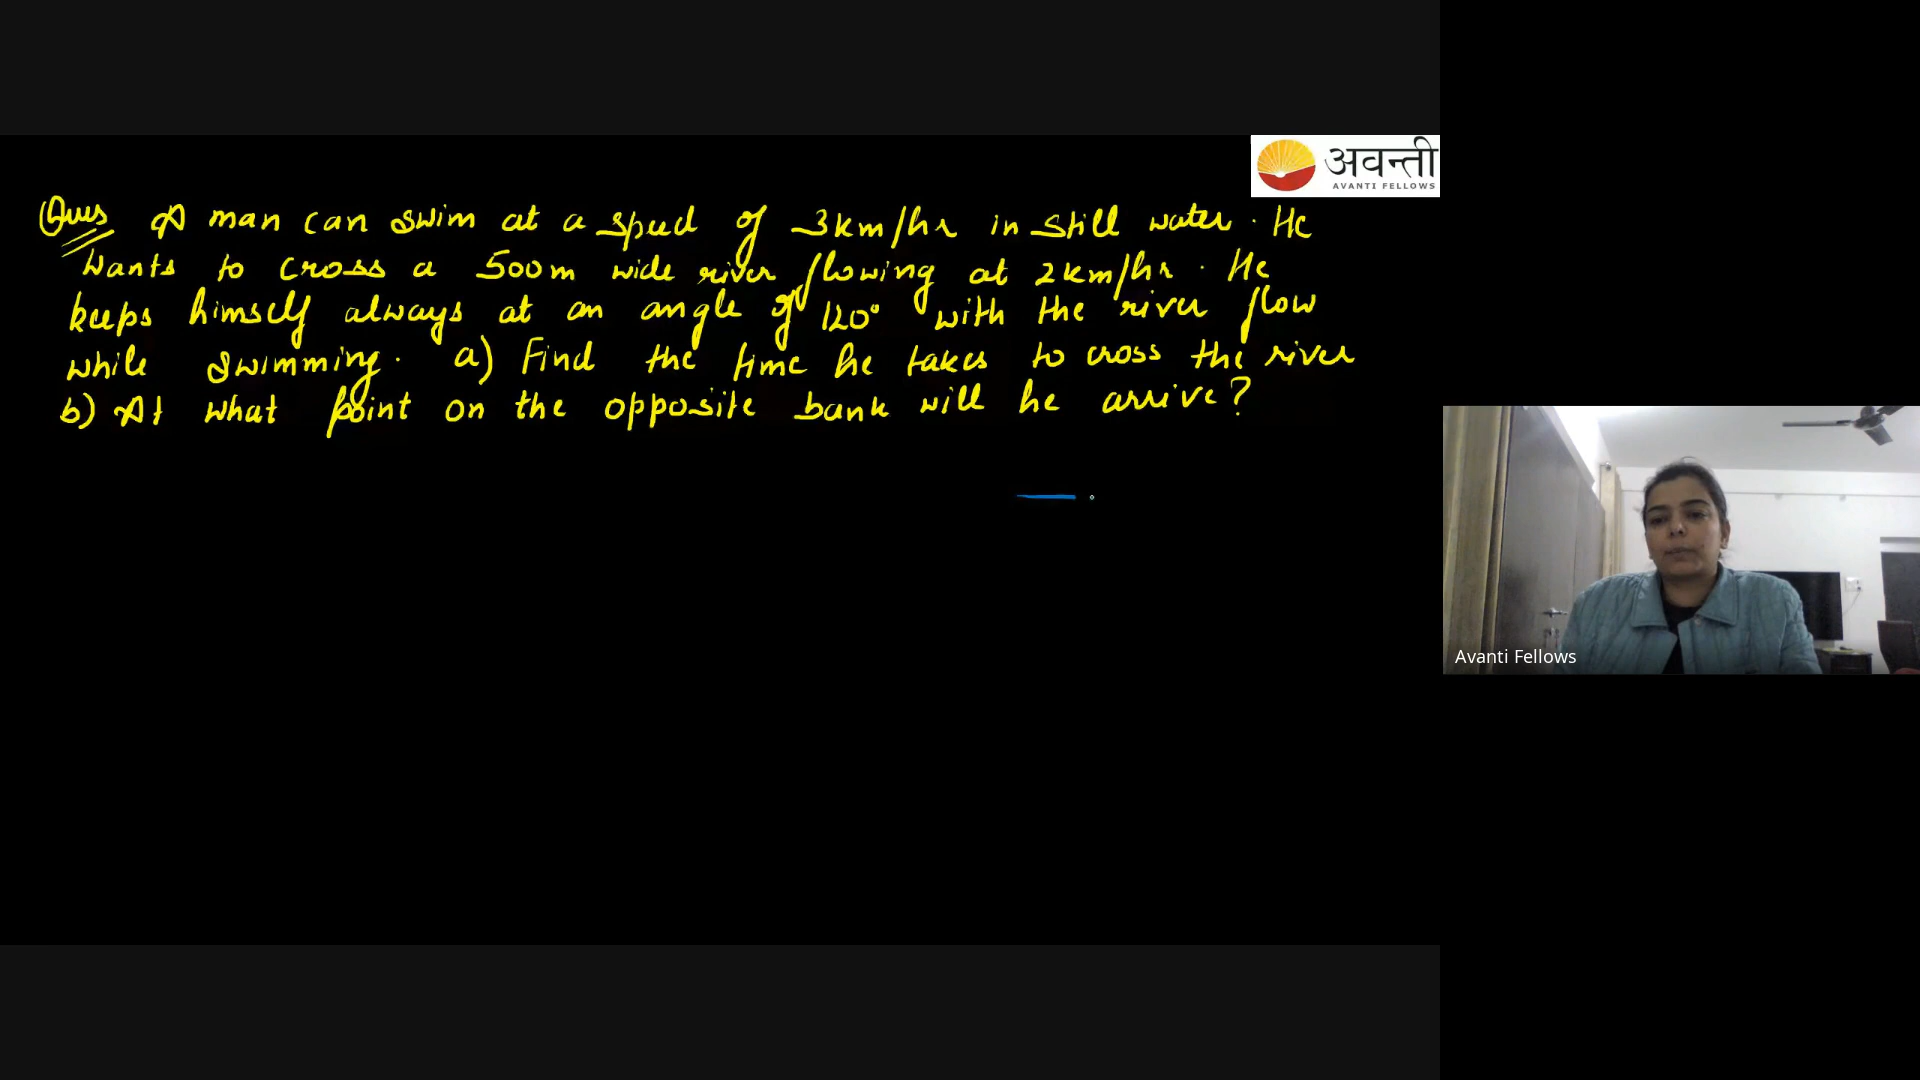 अवन्ती
AVANTI FELLOWS
Ques A man can swim at a speed of 3km/hr in still water. He
wants to cross a 500m wide river flowing at 2km/hr. He
keeps himself always at an angle of 120° with the river flow
while swimming. a) Find the time he takes to cross the river
b) At what point on the opposite bank will he arrive?
Avanti Fellows